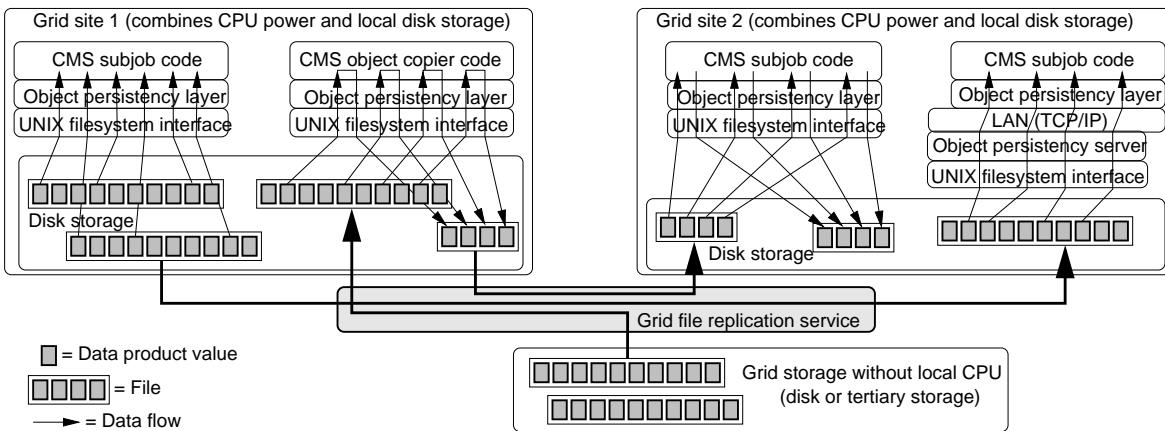 Grid site 1 (combines CPU power and local disk storage)
CMS subjob code
Object persistency layer
UNIX filesystem interface
CMS object copier code
Object persistency layer
UNIX filesystem interface
Disk storage
Grid site 2 (combines CPU power and local disk storage)
CMS subjob code
Object persistency layer
UNIX filesystem interface
CMS subjob code
Object persistency layer
LAN (TCP/IP)
Object persistency server
UNIX filesystem interface
Disk storage
Grid file replication service
= Data product value
= File
= Data flow
Grid storage without local CPU
(disk or tertiary storage)